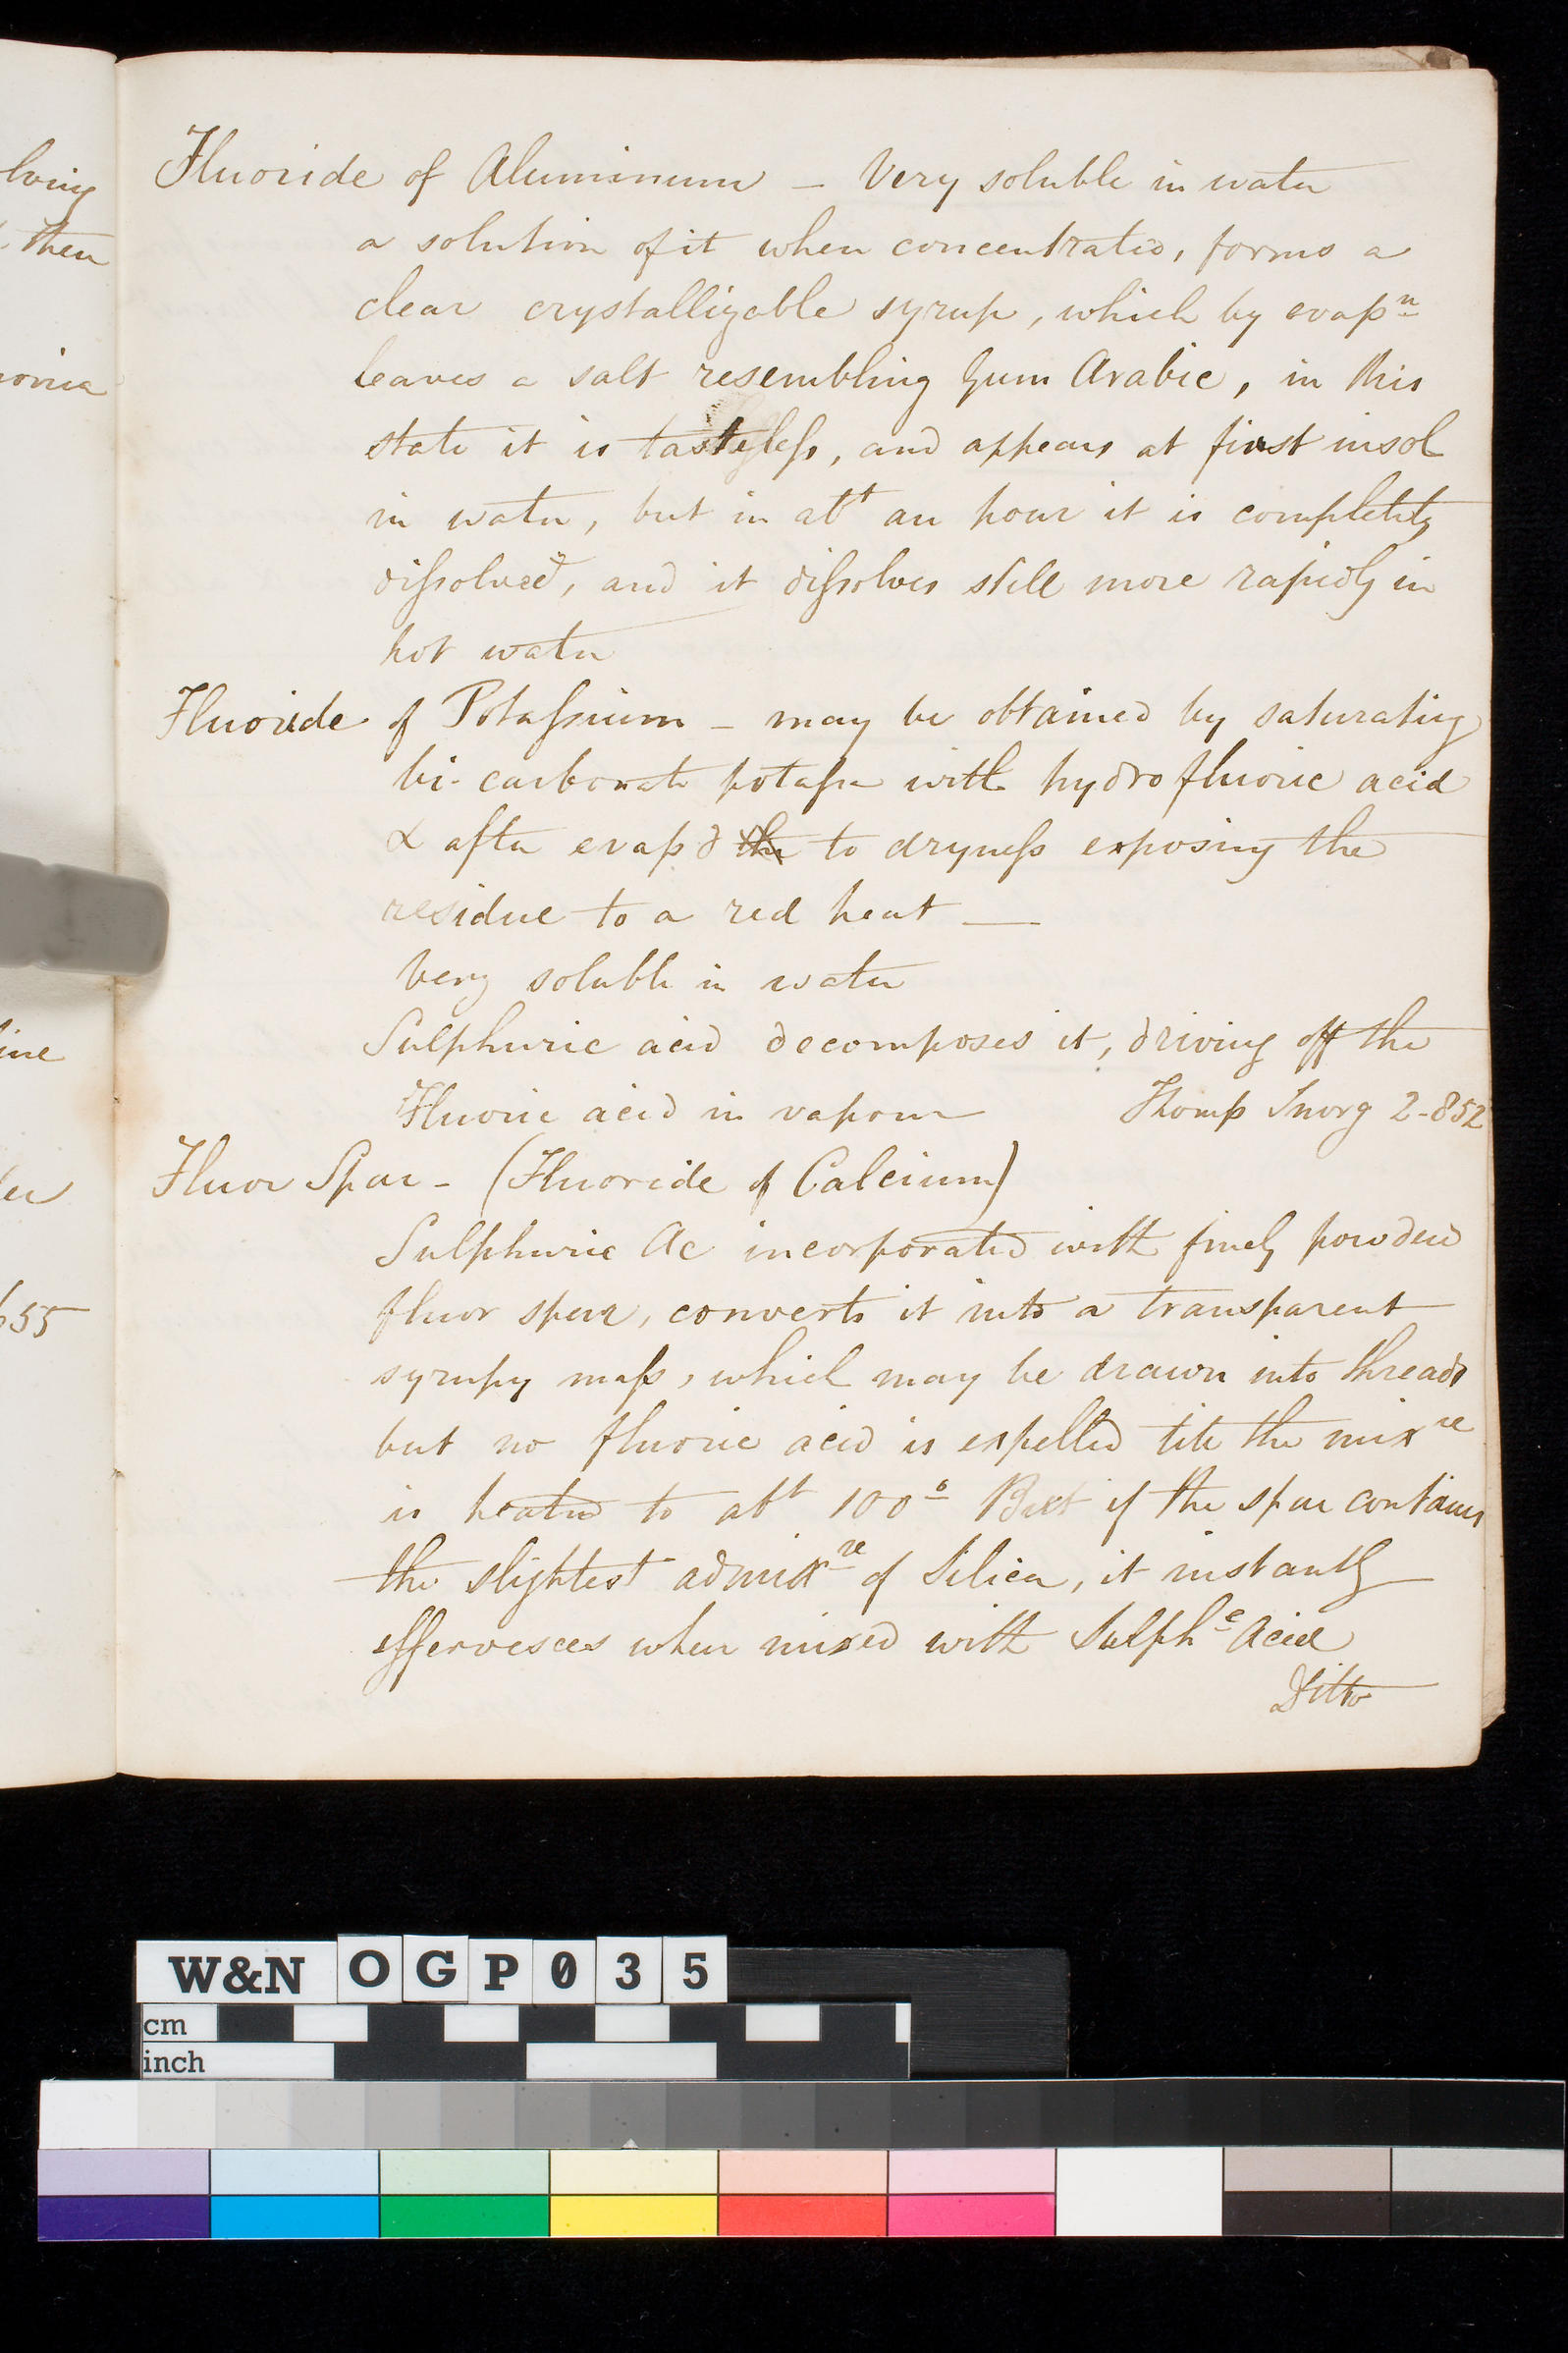 lving
then
onia
ine
er
655
Fluoride of Aluminum – Very soluble in water
a solution of it when concentrated, forms a
clear crystallizable syrup, which by evapn
leaves a salt resembling Gum Arabic, in this
state it is tasteless, and appears at first insol
in water, but in abt an hour it is completely
dissolved, and it dissolves still more rapidly in
hot water
Fluoride of Potassium – may be obtained by saturating
bi-carbonate potassa with hydrofluoric acid
& after evapd the to dryness exposing the
residue to a red heat —
Very soluble in water
Sulphuric acid decomposes it, driving off the
Fluoric acid in vapour Thomp Inorg 2-852
Fluor Spar – (Fluoride of Calcium)
Sulphuric Ac incorporated with finely powdered
fluor spar, converts it into a transparent
syrupy mass, which may be drawn into threads
but no fluoric acid is expelled till the mixre
is heated to abt 100° But if the spar contains
the slightest admixre of Silica, it instantly
effervesces when mixed with Sulphc Acid
Ditto
W&N OGP035
cm
inch